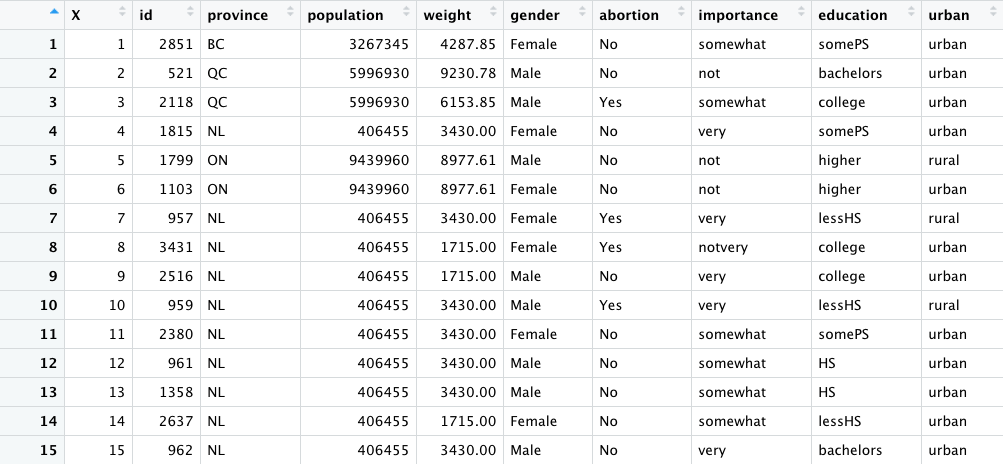 X id province population weight gender abortion importance education urban
1 1 2851 BC 3267345 4287.85 Female No somewhat somePS urban
2 2 521 QC 5996930 9230.78 Male No not bachelors urban
3 3 2118 QC 5996930 6153.85 Male Yes somewhat college urban
4 4 1815 NL 406455 3430.00 Female No very somePS urban
5 5 1799 ON 9439960 8977.61 Male No not higher rural
6 6 1103 ON 9439960 8977.61 Female No not higher urban
7 7 957 NL 406455 3430.00 Female Yes very lessHS rural
8 8 3431 NL 406455 1715.00 Female Yes notvery college urban
9 9 2516 NL 406455 1715.00 Male No very college urban
10 10 959 NL 406455 3430.00 Male Yes very lessHS rural
11 11 2380 NL 406455 3430.00 Female No somewhat somePS urban
12 12 961 NL 406455 3430.00 Male No somewhat HS urban
13 13 1358 NL 406455 3430.00 Male No somewhat HS urban
14 14 2637 NL 406455 1715.00 Female No somewhat lessHS urban
15 15 962 NL 406455 3430.00 Male No very bachelors urban